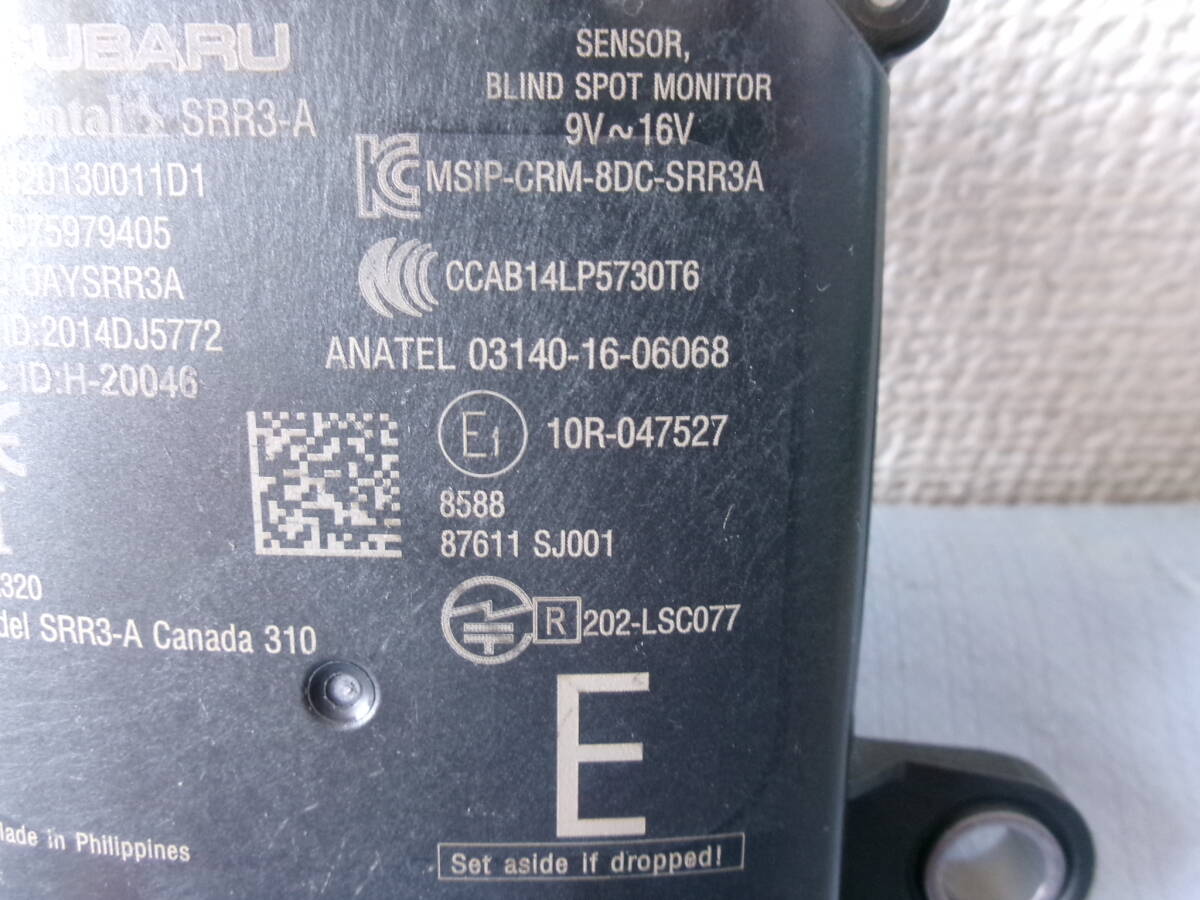 SUBARU
SENSOR,
BLIND SPOT MONITOR
9V~16V
SRR3-A
MSIP-CRM-8DC-SRR3A
20130011D1
75979405
CCAB14LP5730T6
OAYSRR3A
ID:2014DJ5772
ANATEL 03140-16-06068
ID:H-20046
E1 10R-047527
8588
87611 SJ001
320
R 202-LSC077
del SRR3-A Canada 310
E
Made in Philippines
Set aside if dropped!